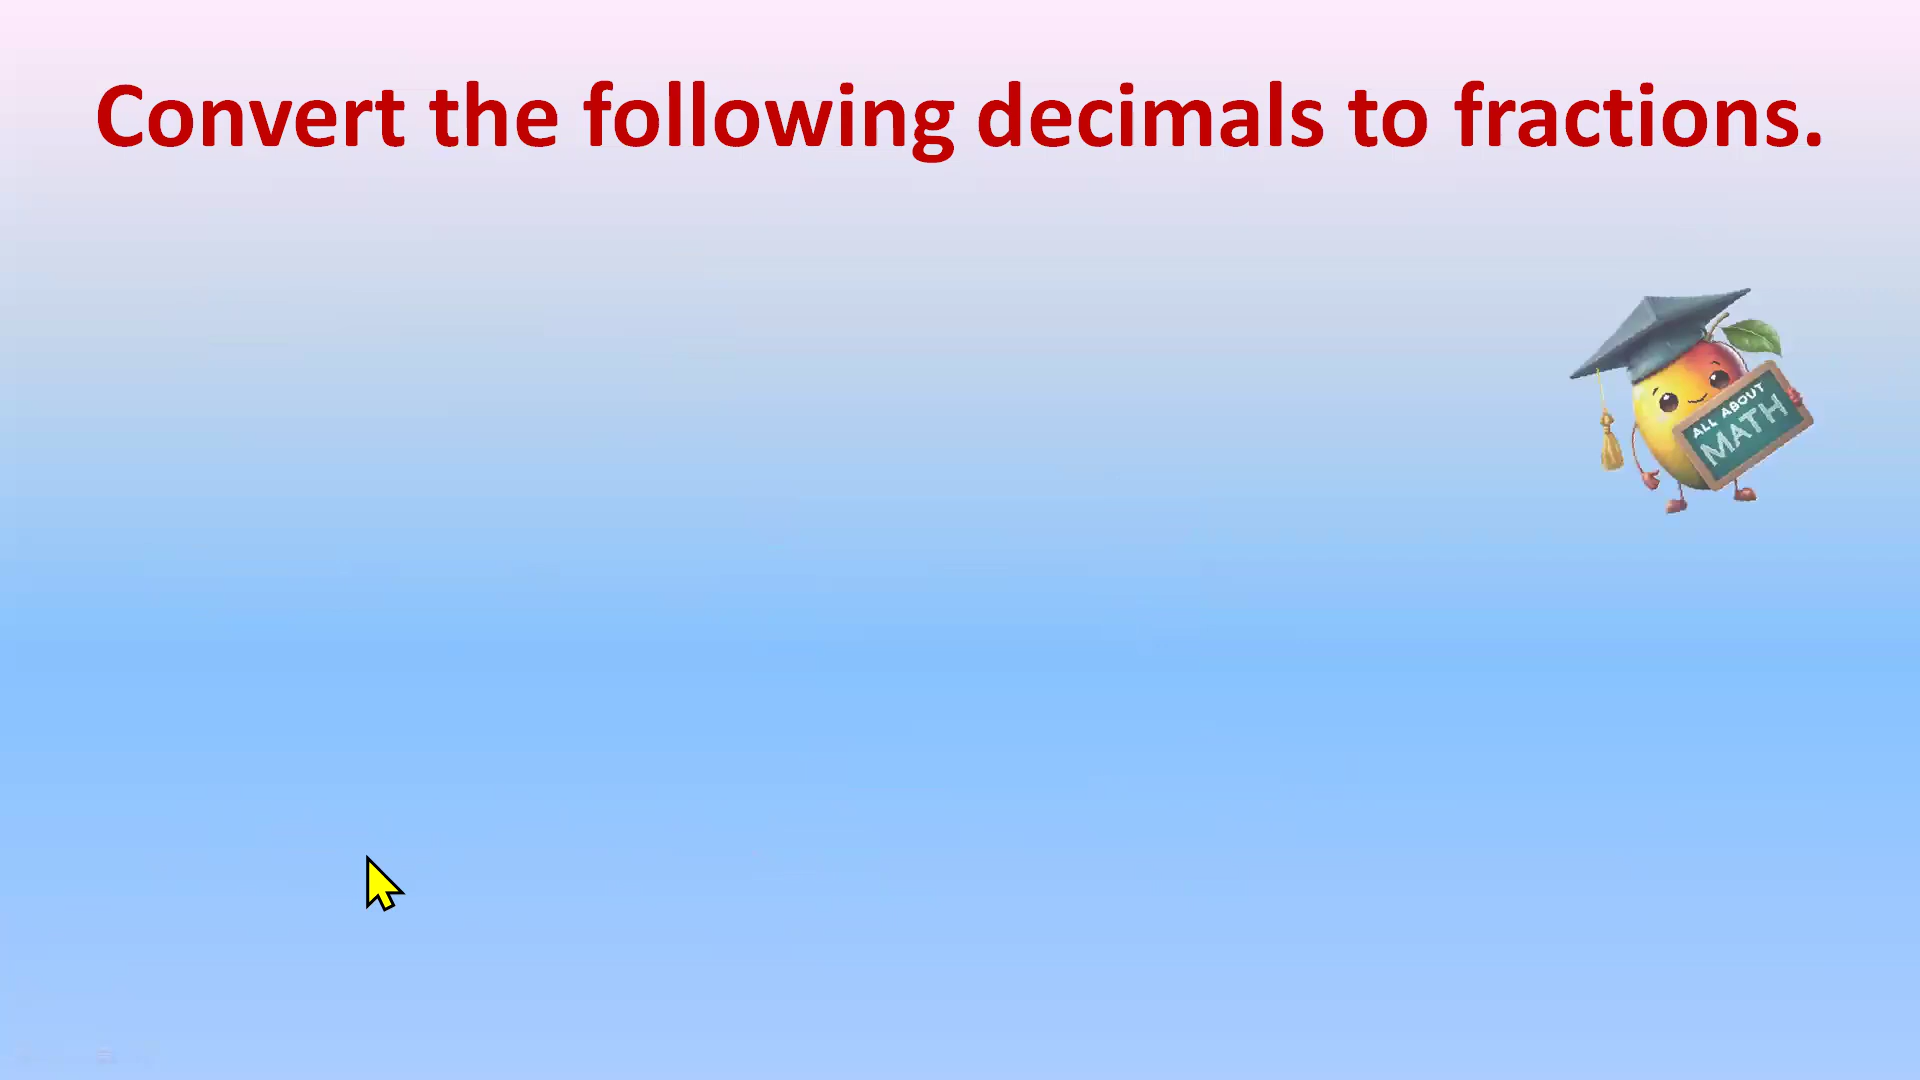 Convert the following decimals to fractions.
ALL ABOUT
MATH